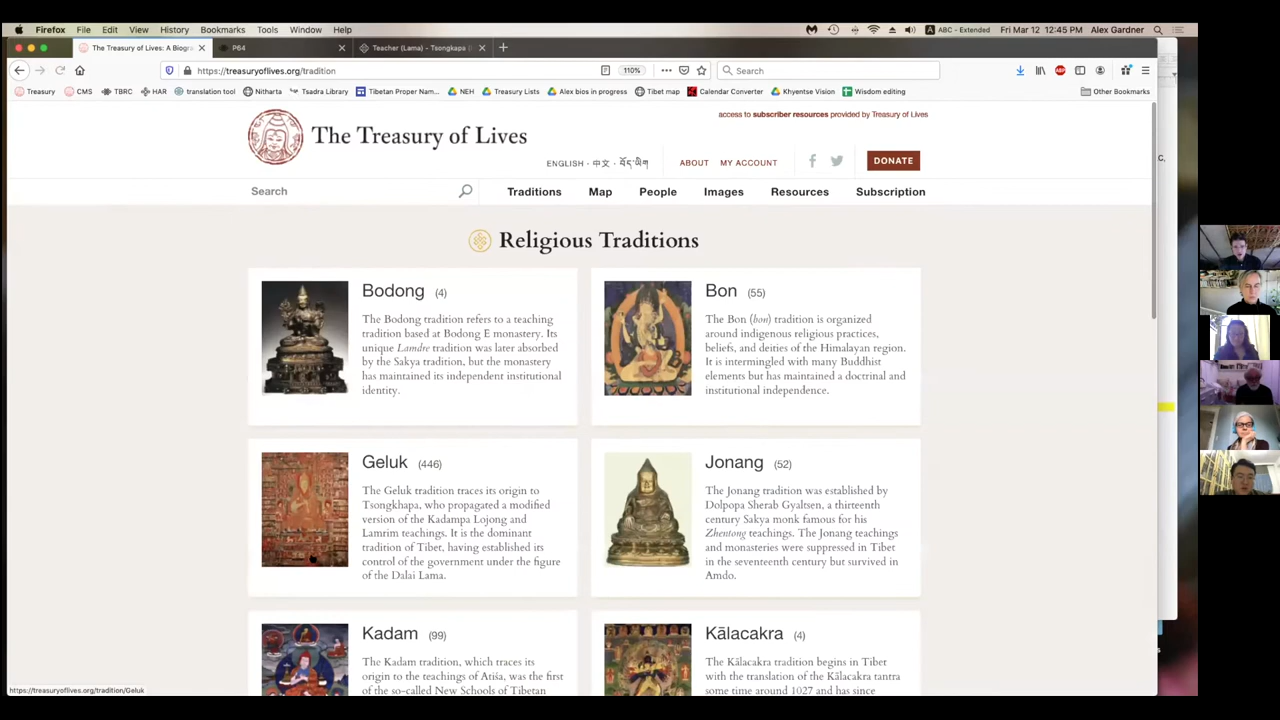 Firefox File Edit View History Bookmarks Tools Window Help ABC - Extended Fri Mar 12 12:45 PM Alex Gardner
The Treasury of Lives: A Biogra P64 Teacher (Lama) - Tsongkapa (
https://treasuryoflives.org/tradition 110% Search
Treasury CMS TBRC HAR translation tool Nitharta Tsadra Library Tibetan Proper Nam... NEH Treasury Lists Alex bios in progress Tibet map Calendar Converter Khyentse Vision Wisdom editing Other Bookmarks
access to subscriber resources provided by Treasury of Lives
The Treasury of Lives
ENGLISH · 中文 · བོད་ཡིག ABOUT MY ACCOUNT DONATE
Search Traditions Map People Images Resources Subscription
Religious Traditions
Bodong (4)
The Bodong tradition refers to a teaching
tradition based at Bodong E monastery. Its
unique Lamdre tradition was later absorbed
by the Sakya tradition, but the monastery
has maintained its independent institutional
identity.
Bon (55)
The Bon (bon) tradition is organized
around indigenous religious practices,
beliefs, and deities of the Himalayan region.
It is intermingled with many Buddhist
elements but has maintained a doctrinal and
institutional independence.
Geluk (446)
The Geluk tradition traces its origin to
Tsongkhapa, who propagated a modified
version of the Kadampa Lojong and
Lamrim teachings. It is the dominant
tradition of Tibet, having established its
control of the government under the figure
of the Dalai Lama.
Jonang (52)
The Jonang tradition was established by
Dolpopa Sherab Gyaltsen, a thirteenth
century Sakya monk famous for his
Zhentong teachings. The Jonang teachings
and monasteries were suppressed in Tibet
in the seventeenth century but survived in
Amdo.
Kadam (99)
The Kadam tradition, which traces its
origin to the teachings of Atiśa, was the first
of the so-called New Schools of Tibetan
Kālacakra (4)
The Kālacakra tradition begins in Tibet
with the translation of the Kālacakra tantra
some time around 1027 and has since
https://treasuryoflives.org/tradition/Geluk